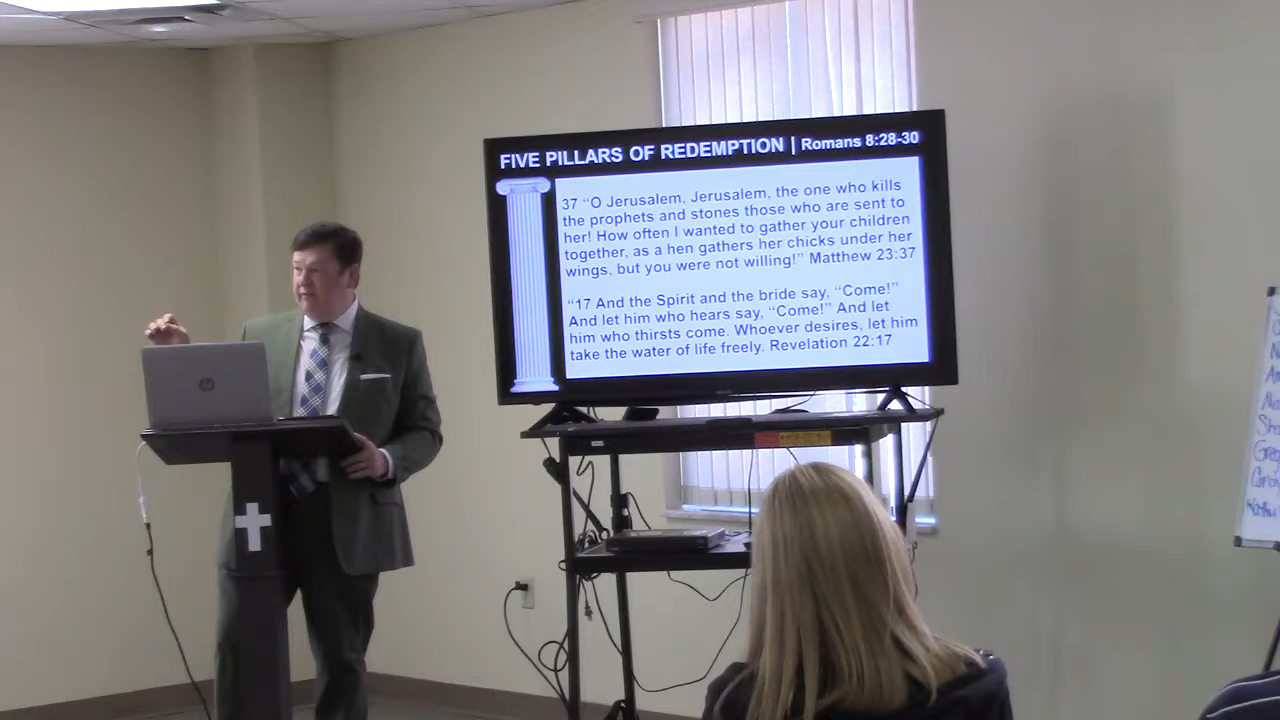 FIVE PILLARS OF REDEMPTION | Romans 8:28-30
37 “O Jerusalem, Jerusalem, the one who kills
the prophets and stones those who are sent to
her! How often I wanted to gather your children
together, as a hen gathers her chicks under her
wings, but you were not willing!” Matthew 23:37
“17 And the Spirit and the bride say, “Come!”
And let him who hears say, “Come!” And let
him who thirsts come. Whoever desires, let him
take the water of life freely. Revelation 22:17
hp